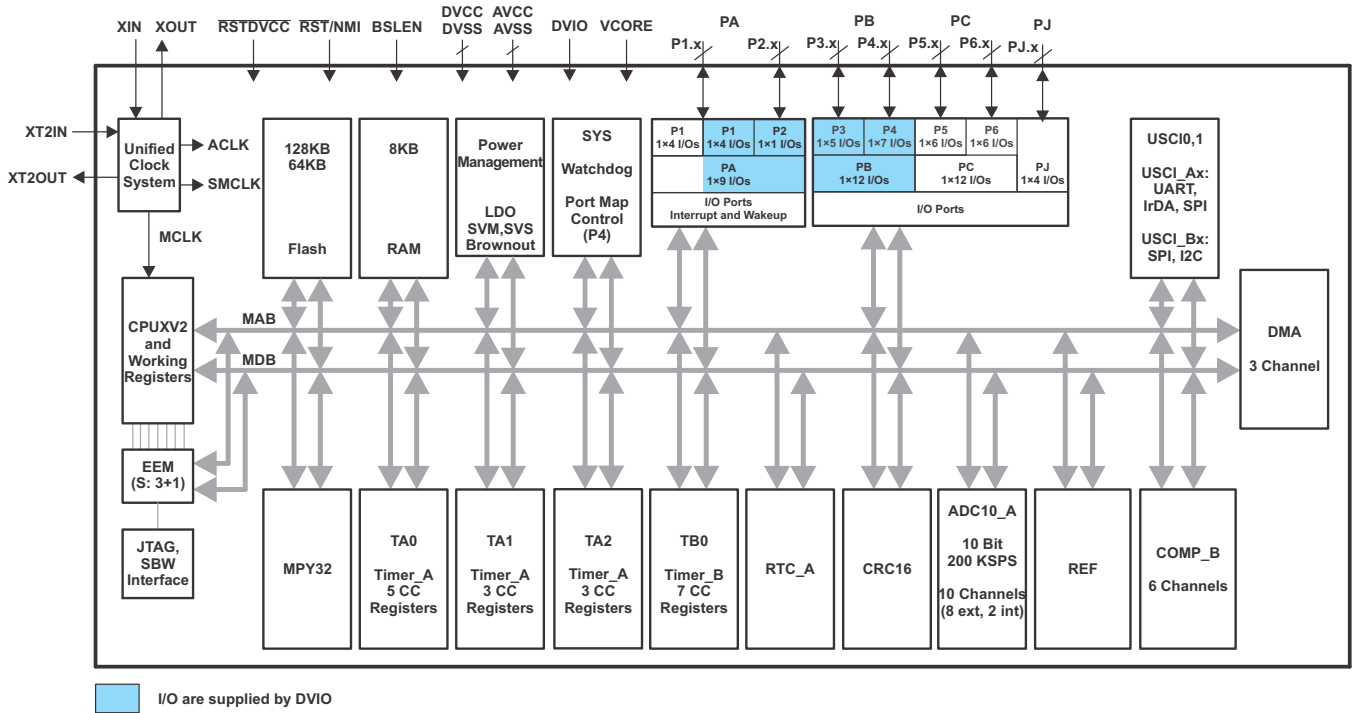 XIN XOUT RSTDVCC RST/NMI BSLEN DVCC DVSS AVCC AVSS DVIO VCORE
PA
P1.x P2.x
PB
P3.x P4.x
PC
P5.x P6.x
PJ
PJ.x
XT2IN
XT2OUT
Unified
Clock
System
ACLK
SMCLK
MCLK
128KB
64KB
Flash
8KB
RAM
Power
Management
LDO
SVM,SVS
Brownout
SYS
Watchdog
Port Map
Control
(P4)
P1
1×4 I/Os
P1
1×4 I/Os
P2
1×1 I/Os
PA
1×9 I/Os
I/O Ports
Interrupt and Wakeup
P3
1×5 I/Os
P4
1×7 I/Os
P5
1×6 I/Os
P6
1×6 I/Os
PB
1×12 I/Os
PC
1×12 I/Os
PJ
1×4 I/Os
I/O Ports
USCI0,1
USCI_Ax:
UART,
IrDA, SPI
USCI_Bx:
SPI, I2C
CPUXV2
and
Working
Registers
MAB
MDB
DMA
3 Channel
EEM
(S: 3+1)
JTAG,
SBW
Interface
MPY32
TA0
Timer_A
5 CC
Registers
TA1
Timer_A
3 CC
Registers
TA2
Timer_A
3 CC
Registers
TB0
Timer_B
7 CC
Registers
RTC_A
CRC16
ADC10_A
10 Bit
200 KSPS
10 Channels
(8 ext, 2 int)
REF
COMP_B
6 Channels
I/O are supplied by DVIO